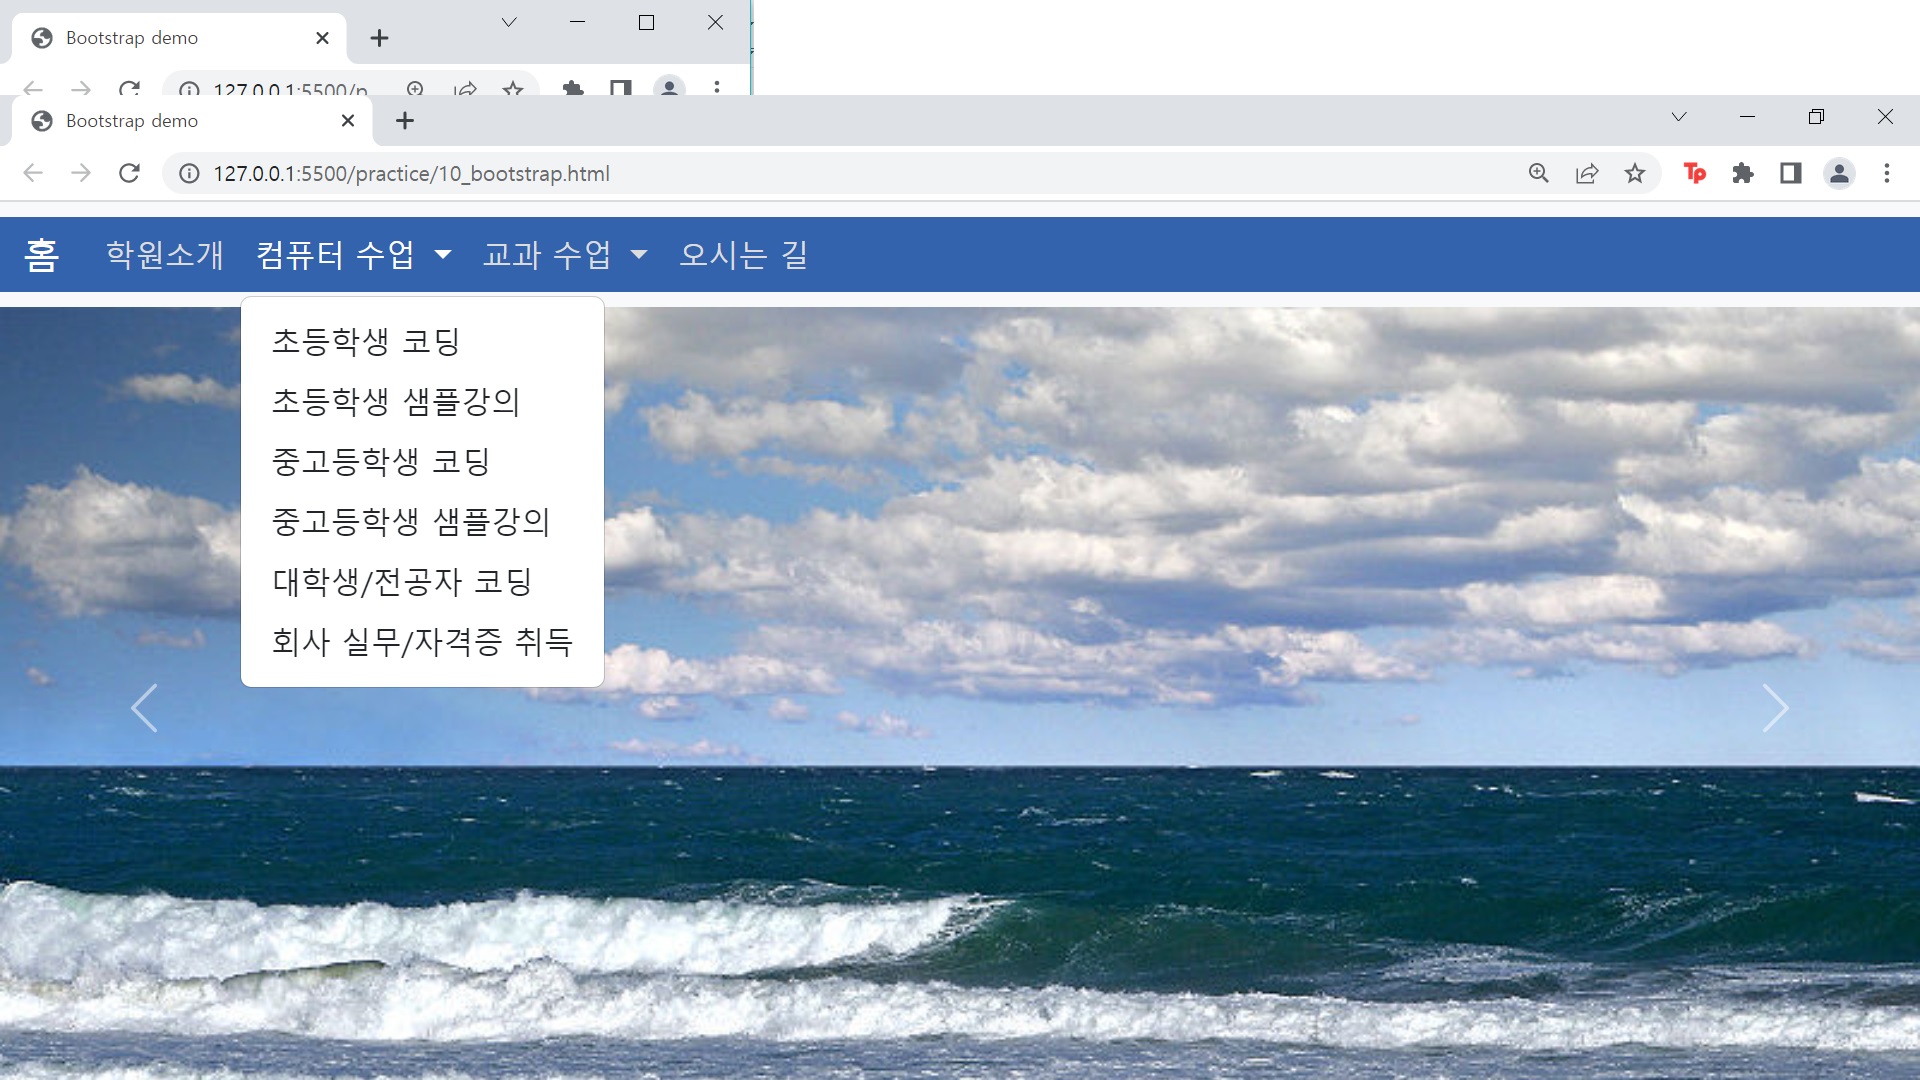 Bootstrap demo
127.0.0.1:5500/p
Bootstrap demo
127.0.0.1:5500/practice/10_bootstrap.html
Tp
홈 학원소개 컴퓨터 수업 교과 수업 오시는 길
초등학생 코딩
초등학생 샘플강의
중고등학생 코딩
중고등학생 샘플강의
대학생/전공자 코딩
회사 실무/자격증 취득